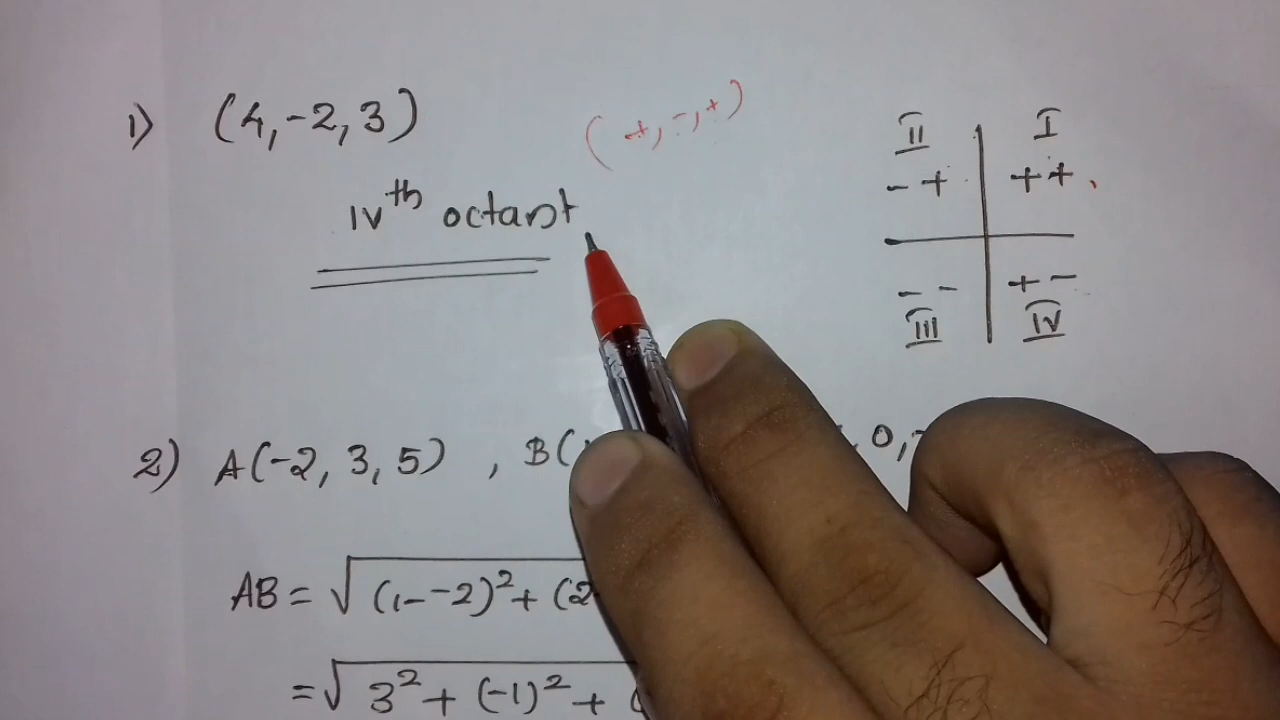 1) (4,-2,3) (+,-,+)
IVth octant
II I
- + + +
- - + -
III IV
2) A(-2, 3, 5) , B( , 0,
AB = √(1--2)²+(2
= √3²+(-1)²+(